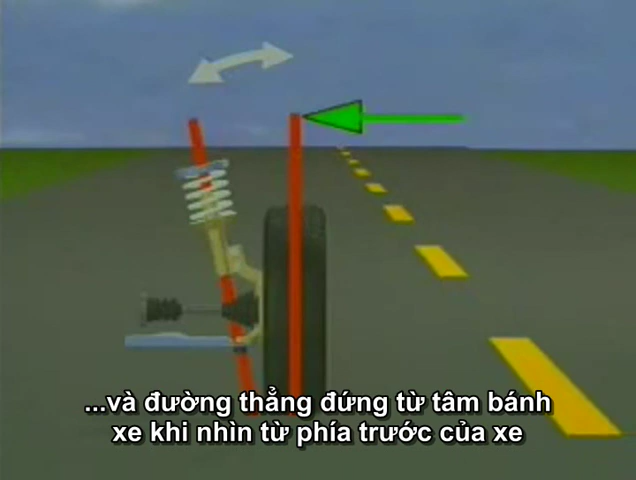 ...và đường thẳng đứng từ tâm bánh
xe khi nhìn từ phía trước của xe